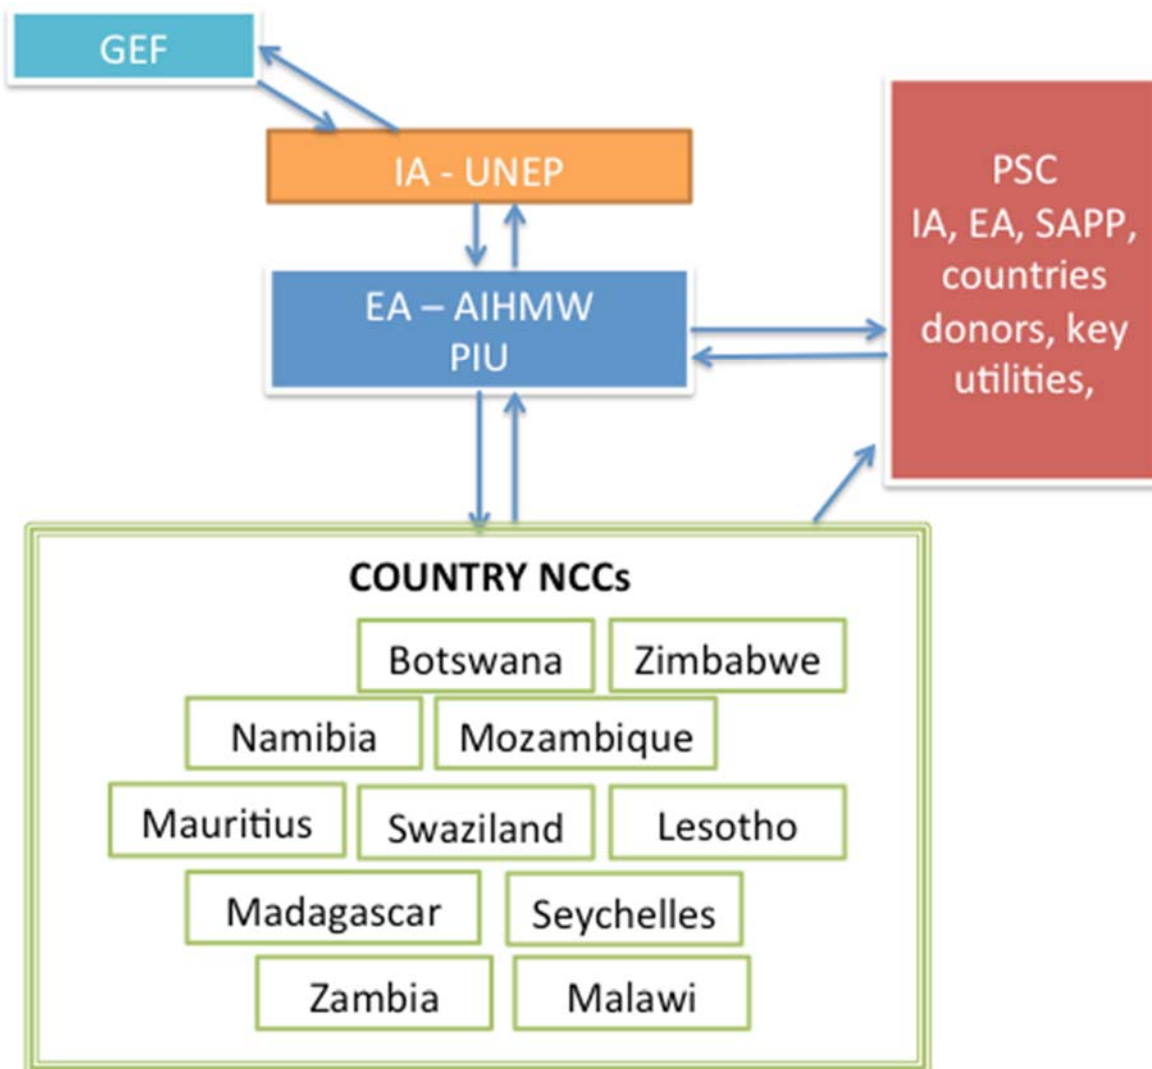 GEF
IA - UNEP
EA – AIHMW
PIU
PSC
IA, EA, SAPP,
countries
donors, key
utilities,
COUNTRY NCCs
Botswana
Zimbabwe
Namibia
Mozambique
Mauritius
Swaziland
Lesotho
Madagascar
Seychelles
Zambia
Malawi